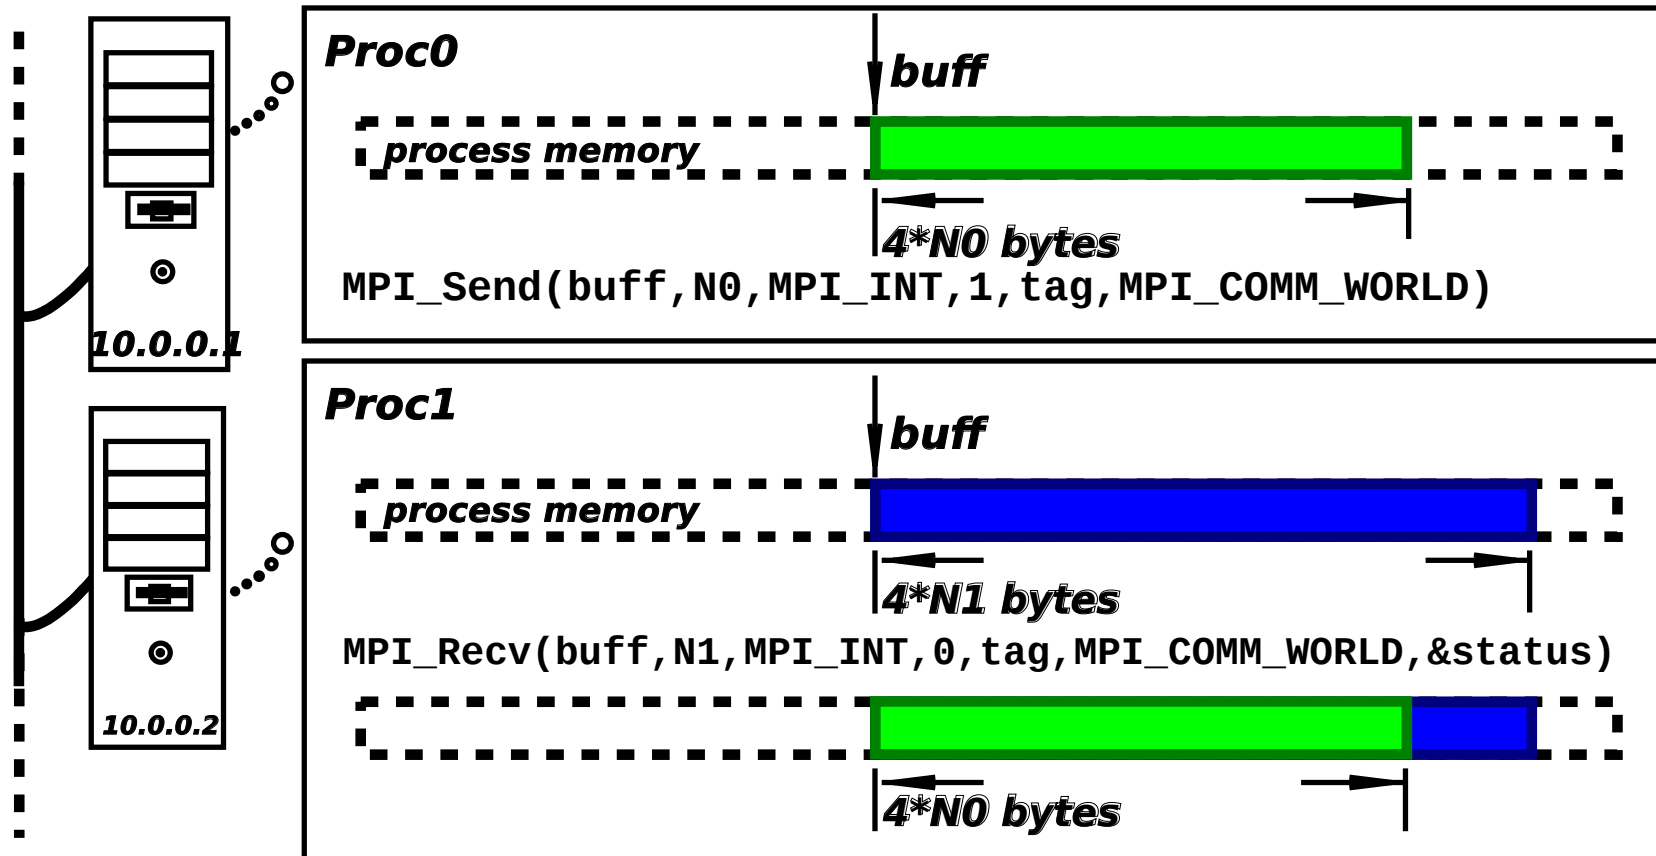 Proc0
buff
process memory
4*N0 bytes
MPI_Send(buff,N0,MPI_INT,1,tag,MPI_COMM_WORLD)
10.0.0.1
Proc1
buff
process memory
4*N1 bytes
MPI_Recv(buff,N1,MPI_INT,0,tag,MPI_COMM_WORLD,&status)
10.0.0.2
4*N0 bytes